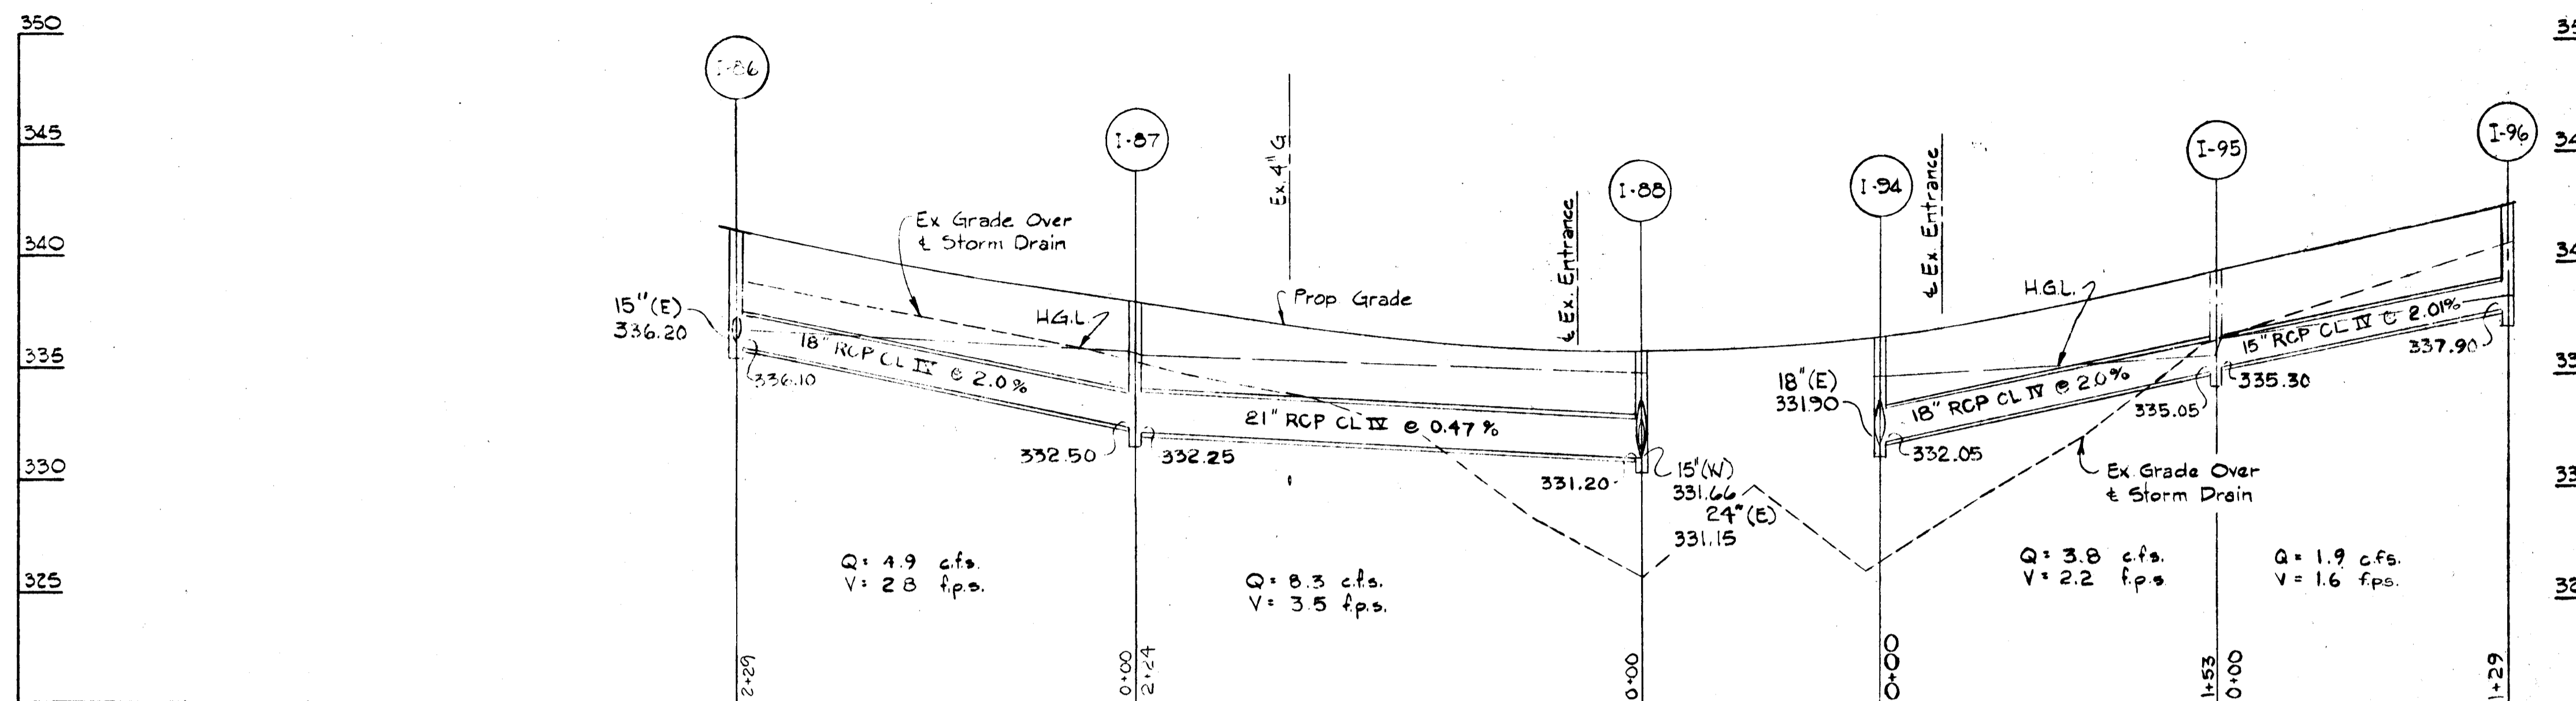 350
345
340
335
330
325
I-86
I-87
I-88
I-94
I-95
I-96
Ex Grade Over
℄ Storm Drain
H.G.L.
Ex. 4" G
Prop Grade
℄ Ex. Entrance
℄ Ex. Entrance
H.G.L.
15" (E)
336.20
336.10
18" RCP CL IV @ 2.0%
332.50
332.25
21" RCP CL IV @ 0.47%
331.20
15" (W)
331.66
24" (E)
331.15
18" (E)
331.90
332.05
18" RCP CL IV @ 2.0%
335.05
335.30
15" RCP CL IV @ 2.01%
337.90
Ex. Grade Over
℄ Storm Drain
Q= 4.9 c.f.s.
V= 2.8 f.p.s.
Q= 8.3 c.f.s.
V= 3.5 f.p.s.
Q= 3.8 c.f.s.
V= 2.2 f.p.s
Q= 1.9 c.f.s.
V= 1.6 f.p.s.
0+00
2+24
0+00
0+00
1+53
0+00
1+29